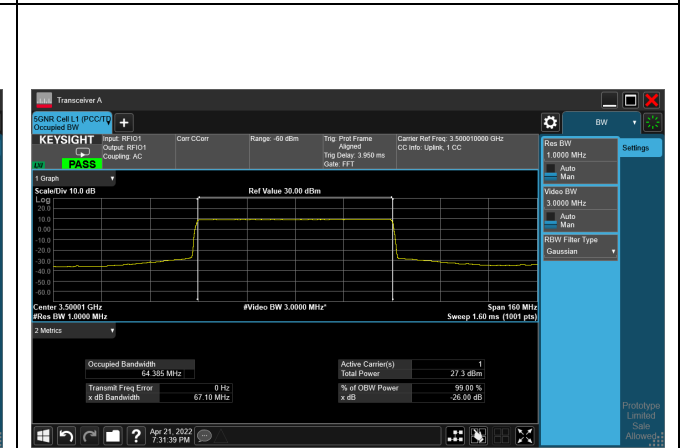 Transceiver A
5GNR Cell L1 (PCC/TD
Occupied BW
+
BW
KEYSIGHT
Input: RFIO1
Output: RFIO1
Coupling: AC
Corr CCorr
Range: -60 dBm
Trig: Prot Frame
Aligned
Trig Delay: 3.950 ms
Gate: FFT
Carrier Ref Freq: 3.500010000 GHz
CC Info: Uplink, 1 CC
LXI
PASS
1 Graph
Scale/Div 10.0 dB
Ref Value 30.00 dBm
Log
20.0
10.0
0.00
-10.0
-20.0
-30.0
-40.0
-50.0
-60.0
Center 3.50001 GHz
#Video BW 3.0000 MHz*
Span 160 MHz
#Res BW 1.0000 MHz
Sweep 1.60 ms (1001 pts)
2 Metrics
Occupied Bandwidth
64.385 MHz
Transmit Freq Error 0 Hz
x dB Bandwidth 67.10 MHz
Active Carrier(s) 1
Total Power 27.3 dBm
% of OBW Power 99.00 %
x dB -26.00 dB
Res BW
1.0000 MHz
Auto
Man
Video BW
3.0000 MHz
Auto
Man
RBW Filter Type
Gaussian
Settings
Prototype
Limited
Sale
Allowed
?
Apr 21, 2022
7:31:39 PM